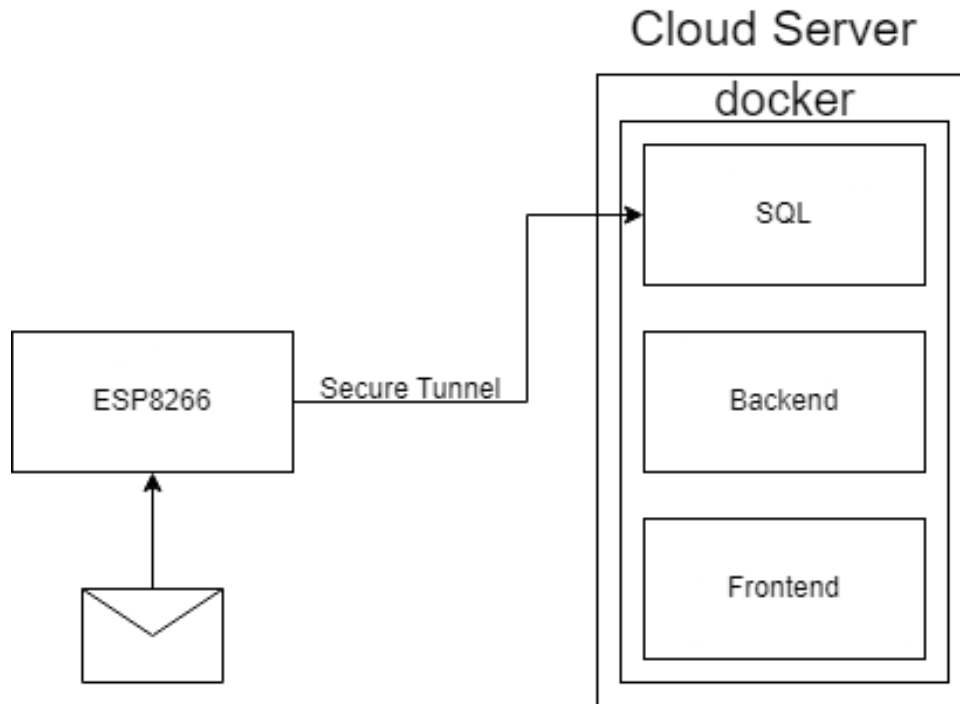 Cloud Server
docker
SQL
ESP8266
Secure Tunnel
Backend
Frontend